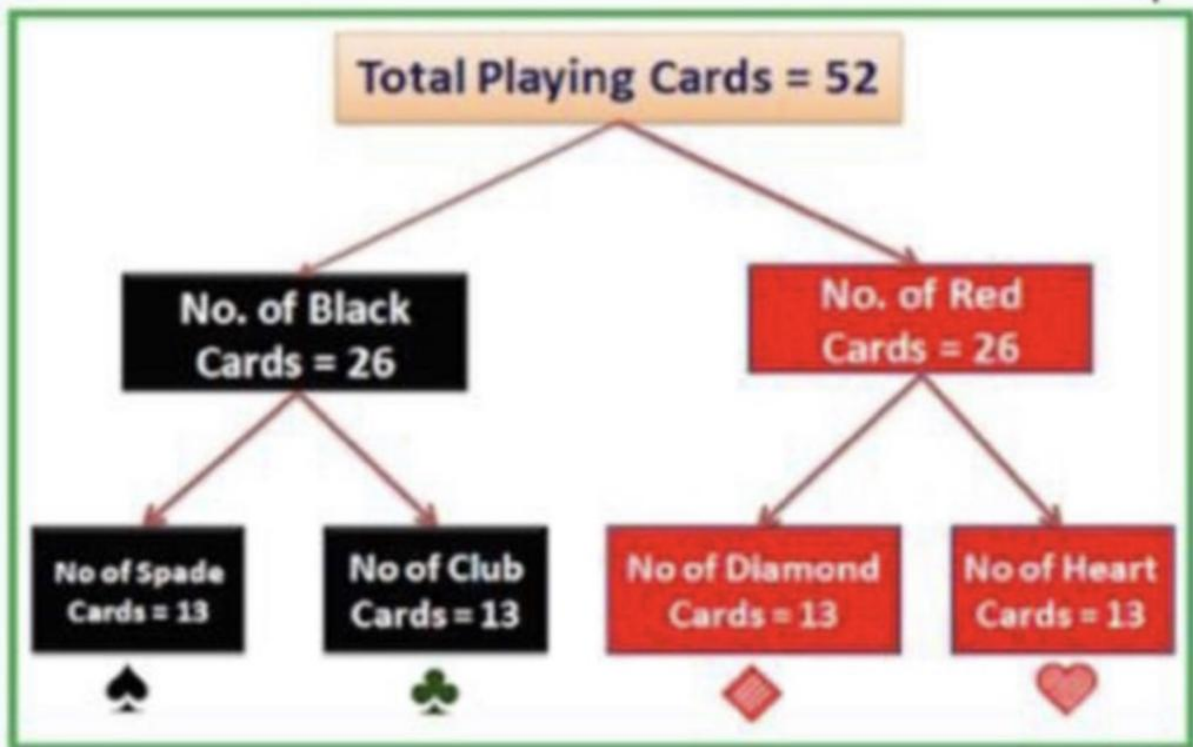 Total Playing Cards = 52
No. of Black
Cards = 26
No. of Red
Cards = 26
No of Spade
Cards = 13
No of Club
Cards = 13
No of Diamond
Cards = 13
No of Heart
Cards = 13